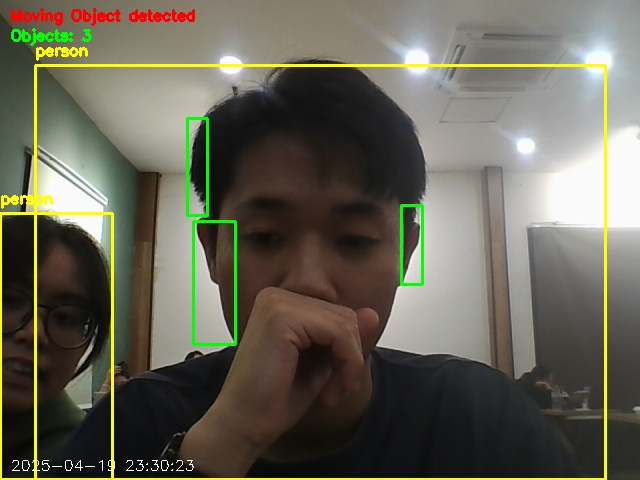 Moving Object detected
Objects: 3
person
person
2025-04-19 23:30:23